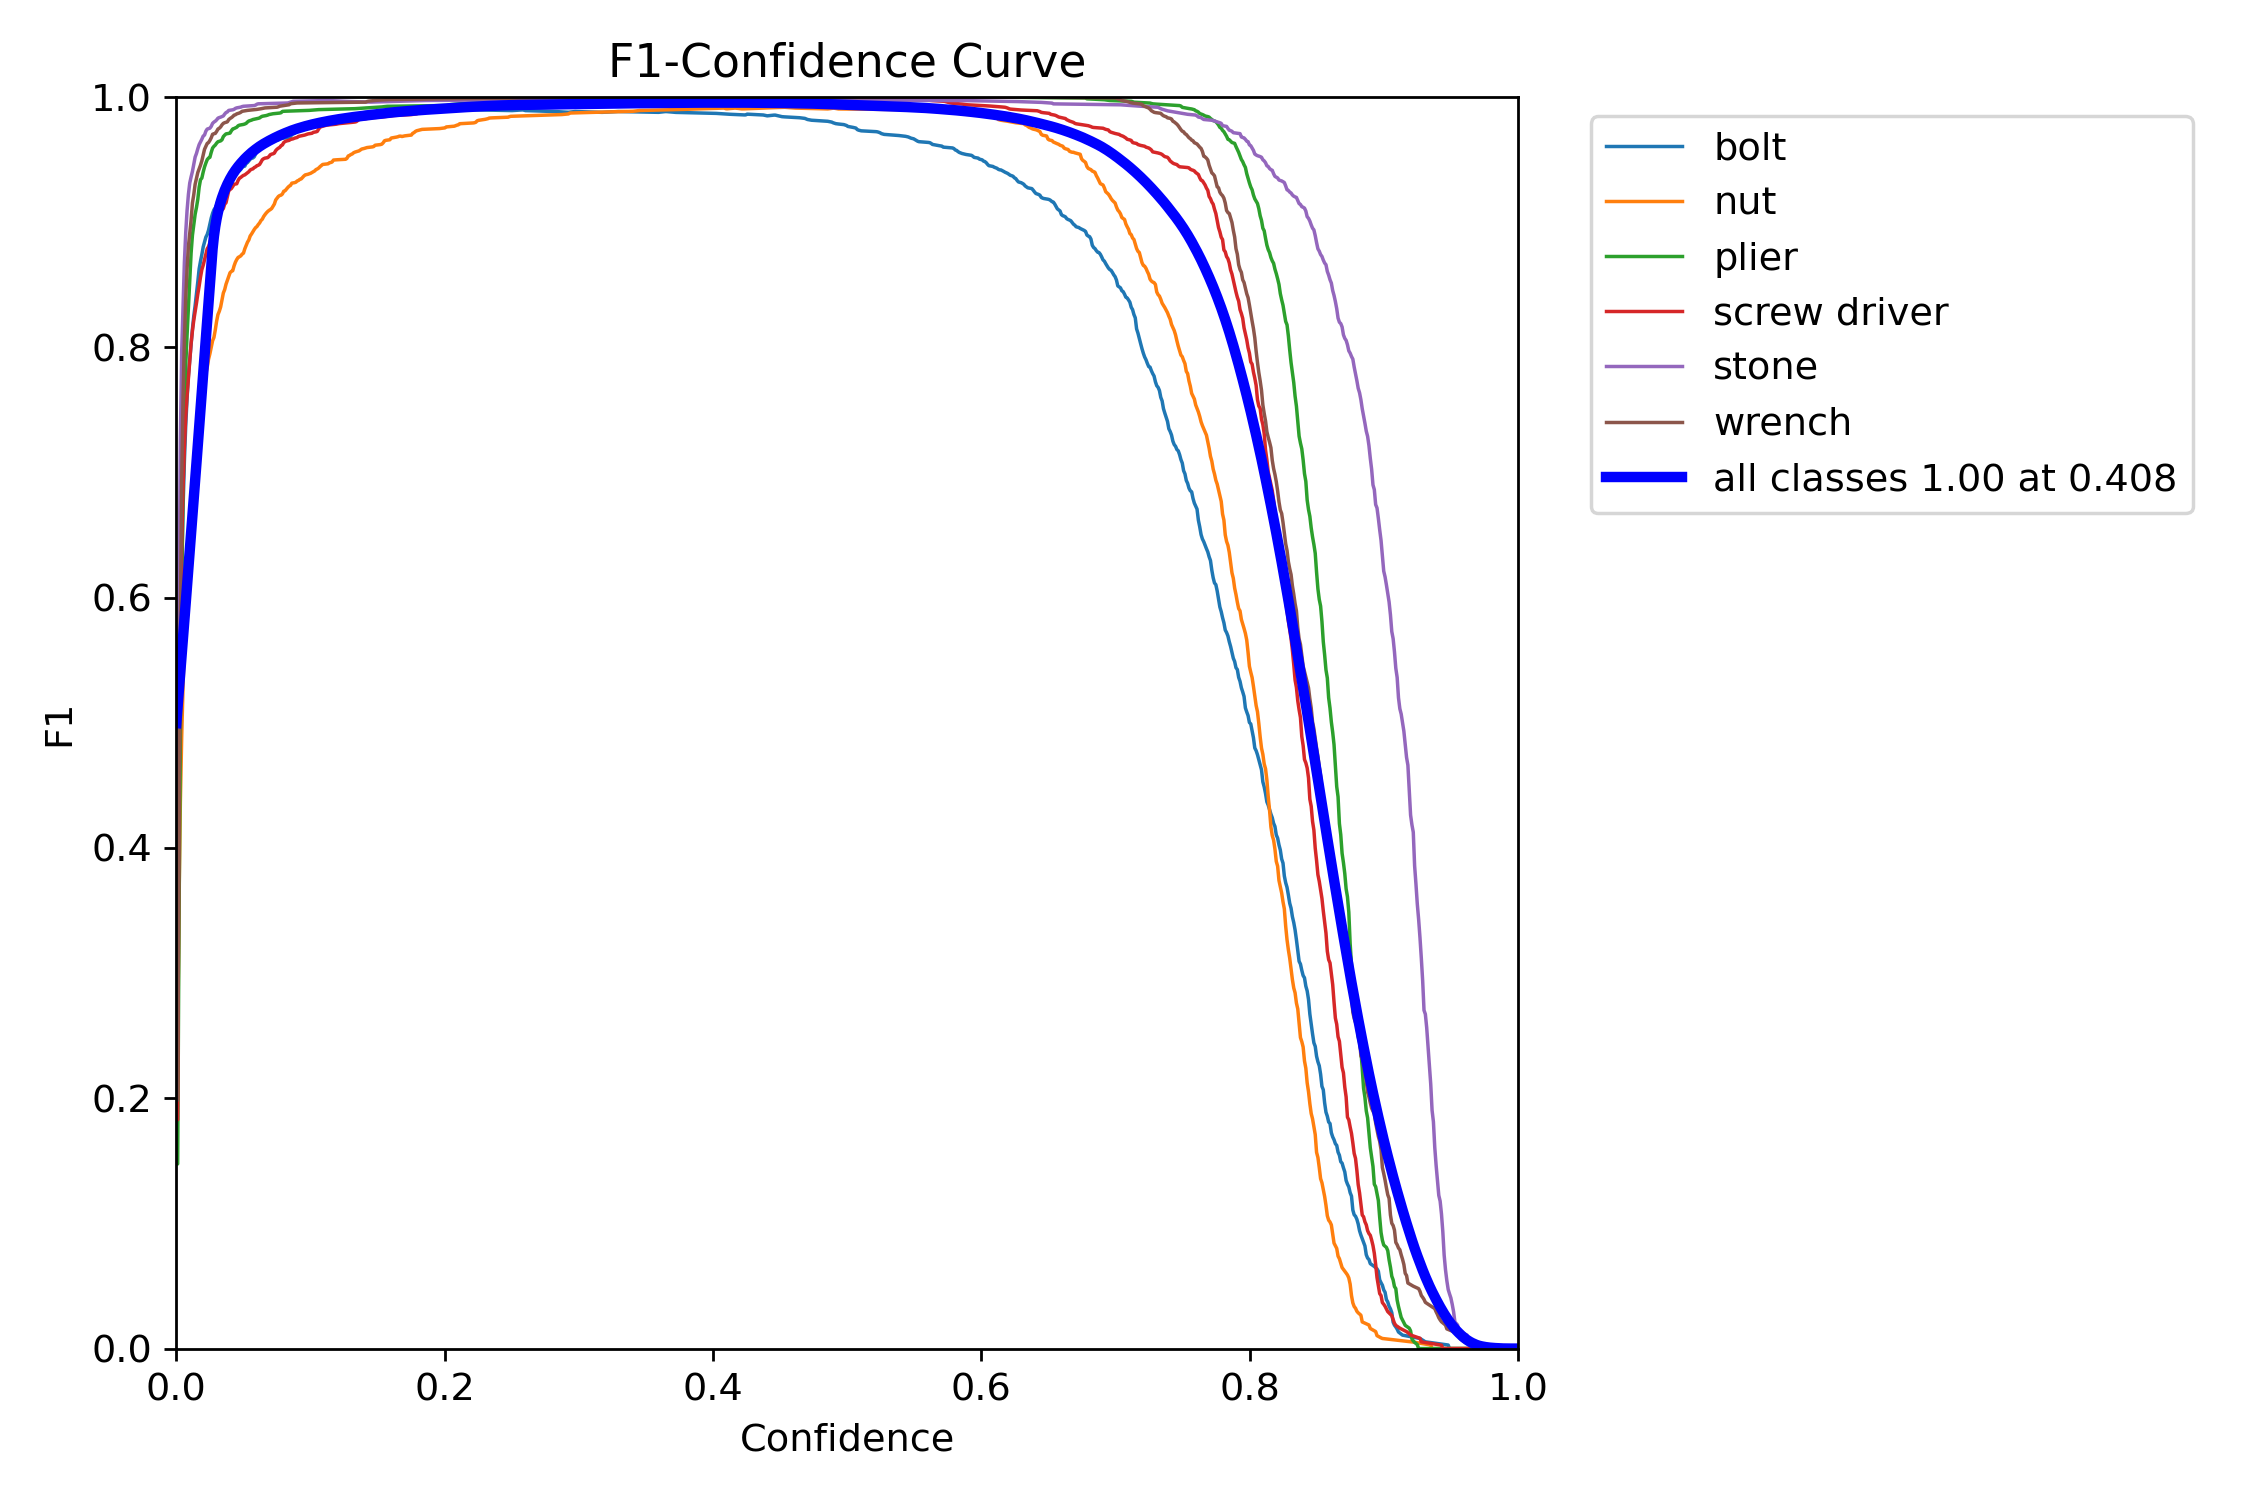 F1-Confidence Curve
1.0
0.8
0.6
0.4
0.2
0.0
F1
0.0 0.2 0.4 0.6 0.8 1.0
Confidence
bolt
nut
plier
screw driver
stone
wrench
all classes 1.00 at 0.408